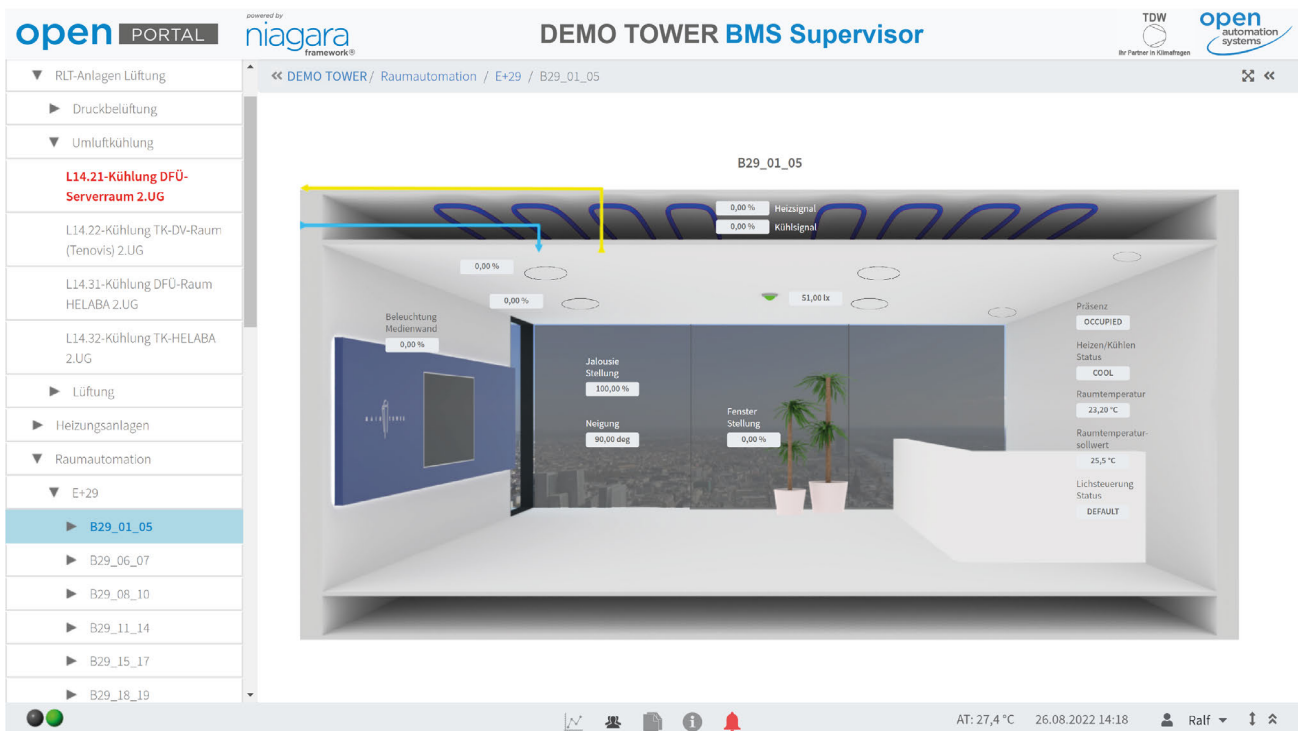 open PORTAL
powered by
niagara
framework®
DEMO TOWER BMS Supervisor
TDW
Ihr Partner in Klimafragen
open
automation
systems
RLT-Anlagen Lüftung
Druckbelüftung
Umluftkühlung
L14.21-Kühlung DFÜ-
Serverraum 2.UG
L14.22-Kühlung TK-DV-Raum
(Tenovis) 2.UG
L14.31-Kühlung DFÜ-Raum
HELABA 2.UG
L14.32-Kühlung TK-HELABA
2.UG
Lüftung
Heizungsanlagen
Raumautomation
E+29
B29_01_05
B29_06_07
B29_08_10
B29_11_14
B29_15_17
B29_18_19
DEMO TOWER / Raumautomation / E+29 / B29_01_05
B29_01_05
0,00 % Heizsignal
0,00 % Kühlsignal
0,00 %
0,00 %
51,00 lx
Beleuchtung
Medienwand
0,00 %
Jalousie
Stellung
100,00 %
Neigung
90,00 deg
Fenster
Stellung
0,00 %
Präsenz
OCCUPIED
Heizen/Kühlen
Status
COOL
Raumtemperatur
23,20 °C
Raumtemperatur-
sollwert
25,5 °C
Lichsteuerung
Status
DEFAULT
AT: 27,4 °C 26.08.2022 14:18 Ralf